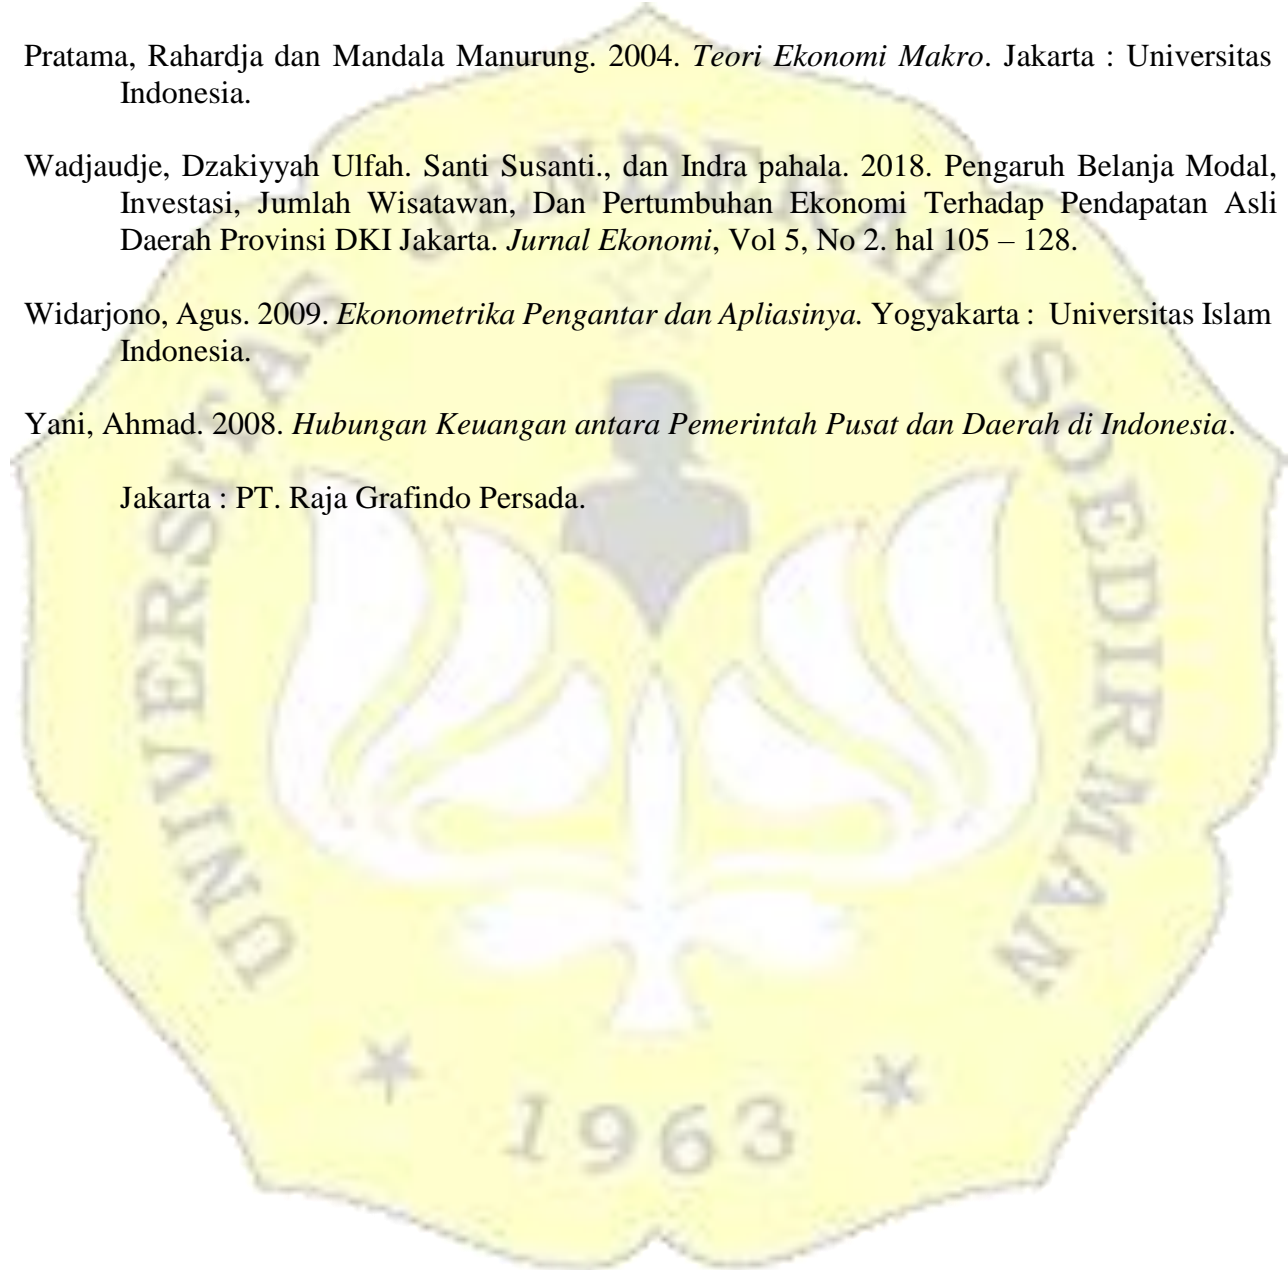 Pratama, Rahardja dan Mandala Manurung. 2004. Teori Ekonomi Makro. Jakarta : Universitas
Indonesia.
Wadjaudje, Dzakiyyah Ulfah. Santi Susanti., dan Indra pahala. 2018. Pengaruh Belanja Modal,
Investasi, Jumlah Wisatawan, Dan Pertumbuhan Ekonomi Terhadap Pendapatan Asli
Daerah Provinsi DKI Jakarta. Jurnal Ekonomi, Vol 5, No 2. hal 105 – 128.
Widarjono, Agus. 2009. Ekonometrika Pengantar dan Apliasinya. Yogyakarta : Universitas Islam
Indonesia.
Yani, Ahmad. 2008. Hubungan Keuangan antara Pemerintah Pusat dan Daerah di Indonesia.
Jakarta : PT. Raja Grafindo Persada.
UNIVERSITAS JENDERAL SOEDIRMAN
1963